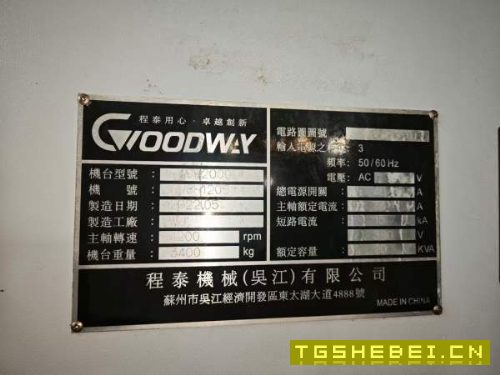 程泰用心·卓越創新
GOODWAY
機台型號:
機 號:
製造日期:
製造工廠:
主軸轉速: rpm
機台重量: 3400 kg
電路圖圖號
輸入電源之相數: 3
頻率: 50/60Hz
電壓: AC V
總電源開關: A
主軸額定電流: A
短路電流: kA
V
額定容量: KVA
程泰機械(吳江)有限公司
蘇州市吳江經濟開發區東太湖大道4888號
MADE IN CHINA
TGSHEBEI.CN